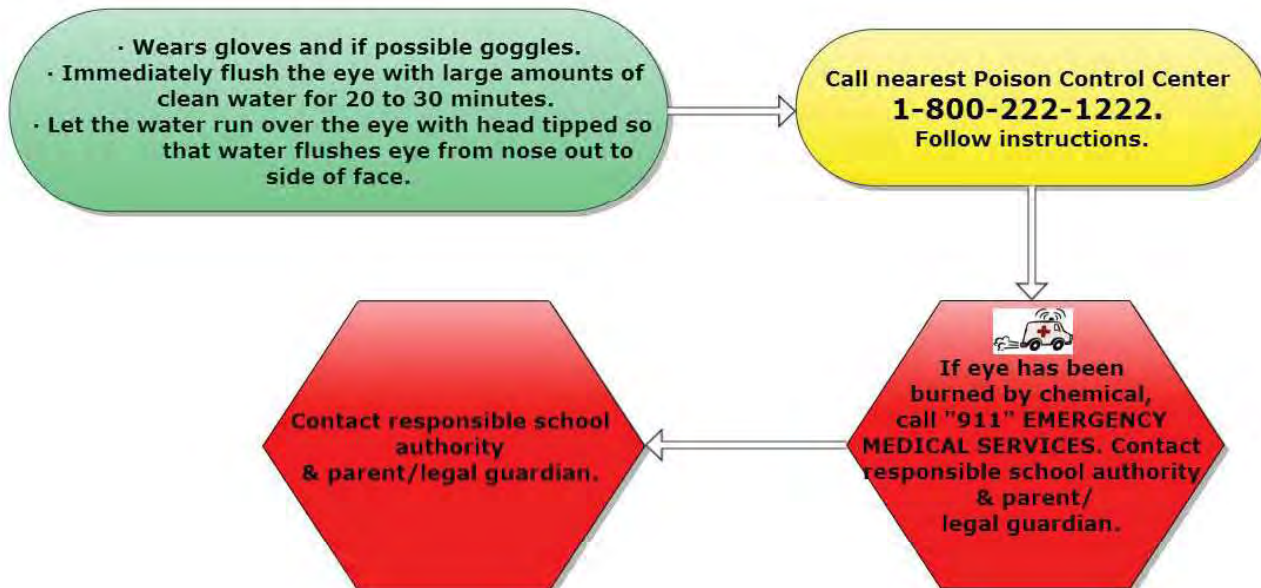 · Wears gloves and if possible goggles.
· Immediately flush the eye with large amounts of
clean water for 20 to 30 minutes.
· Let the water run over the eye with head tipped so
that water flushes eye from nose out to
side of face.
Call nearest Poison Control Center
1-800-222-1222.
Follow instructions.
If eye has been
burned by chemical,
call "911" EMERGENCY
MEDICAL SERVICES. Contact
responsible school authority
& parent/
legal guardian.
Contact responsible school
authority
& parent/legal guardian.